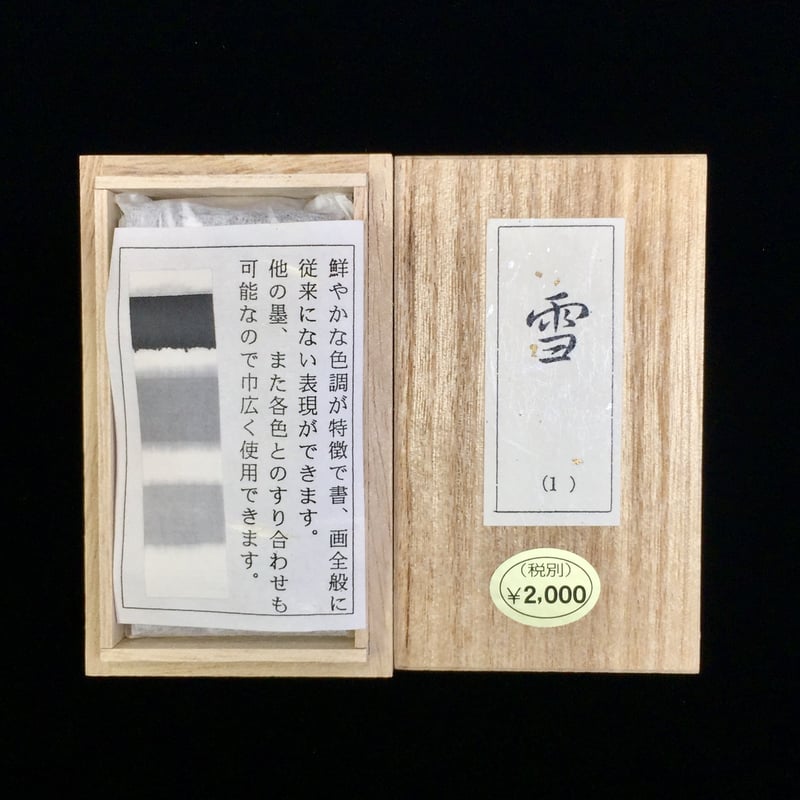 鮮やかな色調が特徴で書、画全般に
従来にない表現ができます。
他の墨、また各色とのすり合わせも
可能なので巾広く使用できます。
雪
(1 )
(税別)
¥2,000